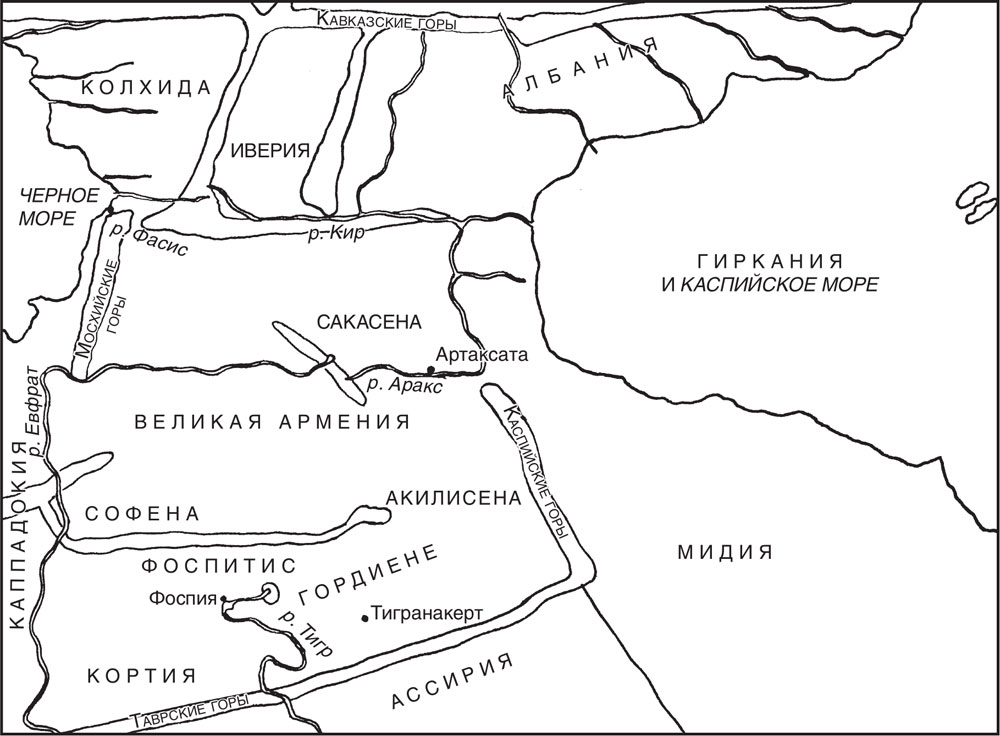 Кавказские горы
КОЛХИДА
АЛБАНИЯ
ИВЕРИЯ
ЧЕРНОЕ
МОРЕ
р. Фасис
р. Кир
ГИРКАНИЯ
И КАСПИЙСКОЕ МОРЕ
Мосхийские
горы
САКАСЕНА
Артаксата
р. Аракс
р. Евфрат
ВЕЛИКАЯ АРМЕНИЯ
Каспийские горы
КАППАДОКИЯ
АКИЛИСЕНА
СОФЕНА
МИДИЯ
ФОСПИТИС
ГОРДИЕНЕ
Фоспия
Тигранакерт
р. Тигр
КОРТИЯ
АССИРИЯ
Таврские горы